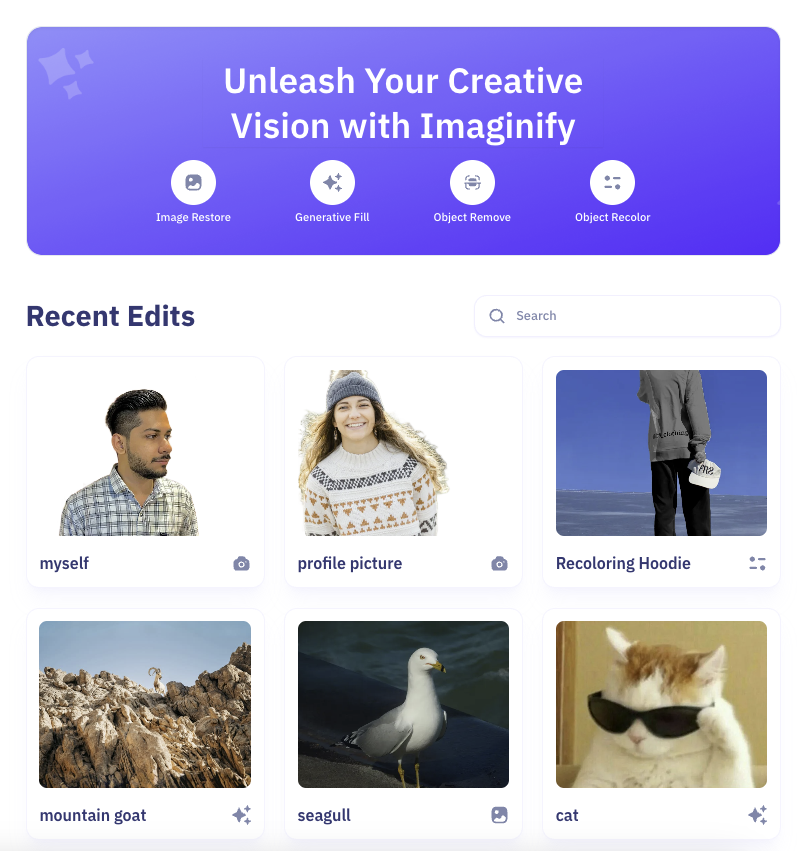 Unleash Your Creative
Vision with Imaginify
Image Restore
Generative Fill
Object Remove
Object Recolor
Recent Edits
Search
myself
profile picture
Recoloring Hoodie
mountain goat
seagull
cat